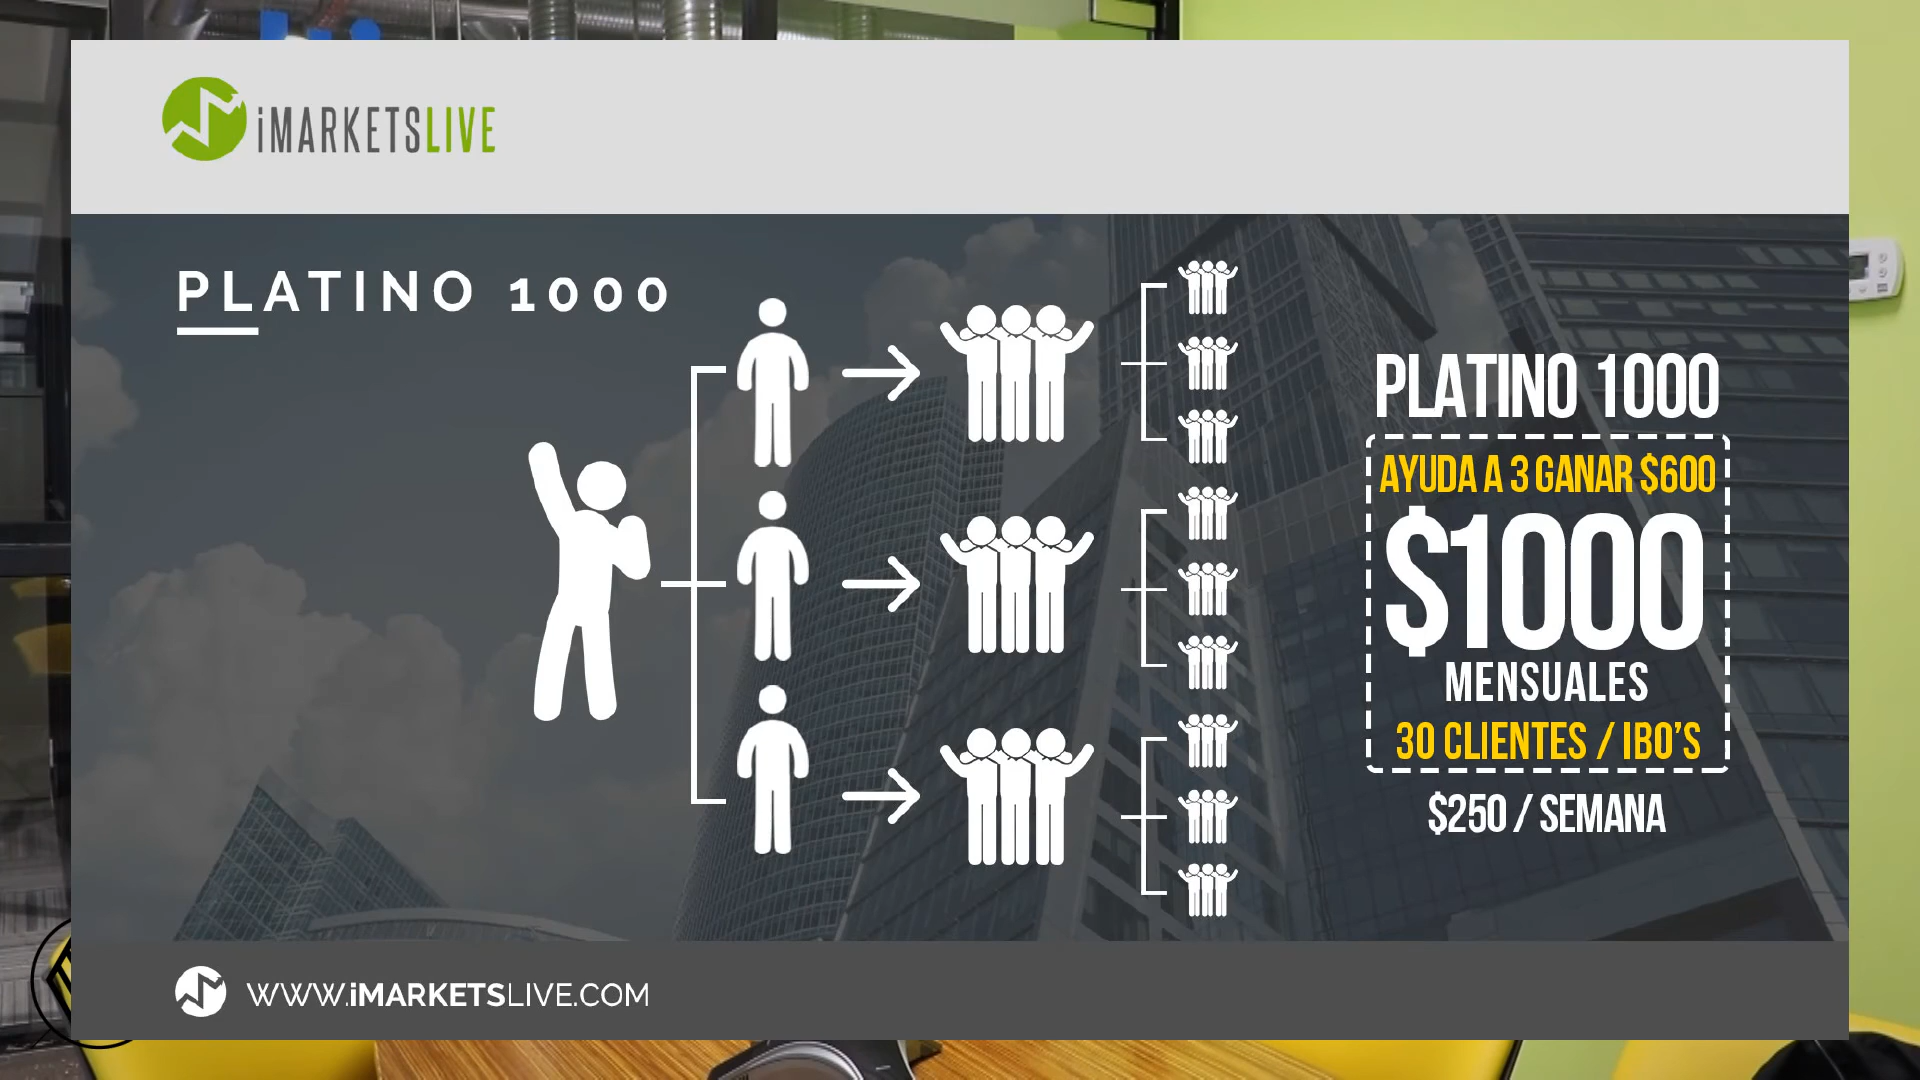 iMARKETSLIVE
PLATINO 1000
PLATINO 1000
AYUDA A 3 GANAR $600
$1000
MENSUALES
30 CLIENTES / IBO'S
$250 / SEMANA
WWW.iMARKETSLIVE.COM